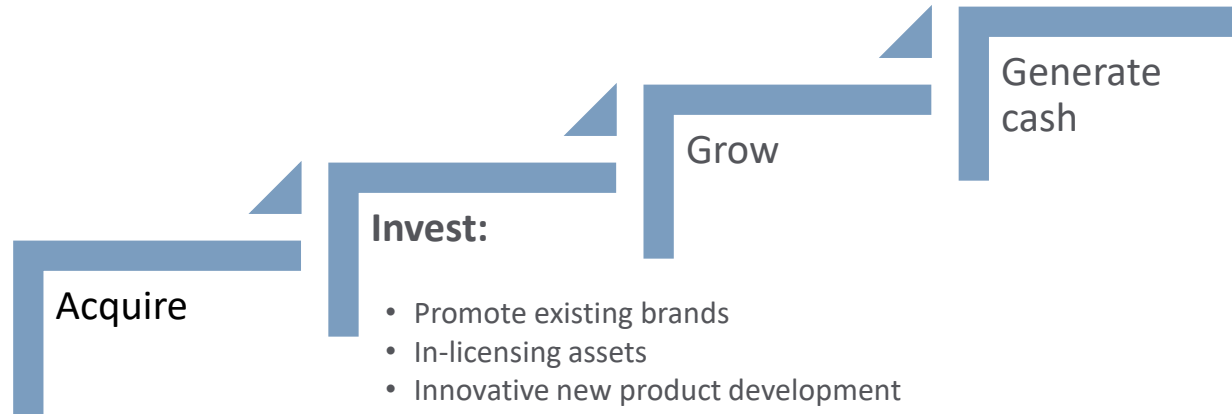 Acquire
Invest:
• Promote existing brands
• In-licensing assets
• Innovative new product development
Grow
Generate
cash